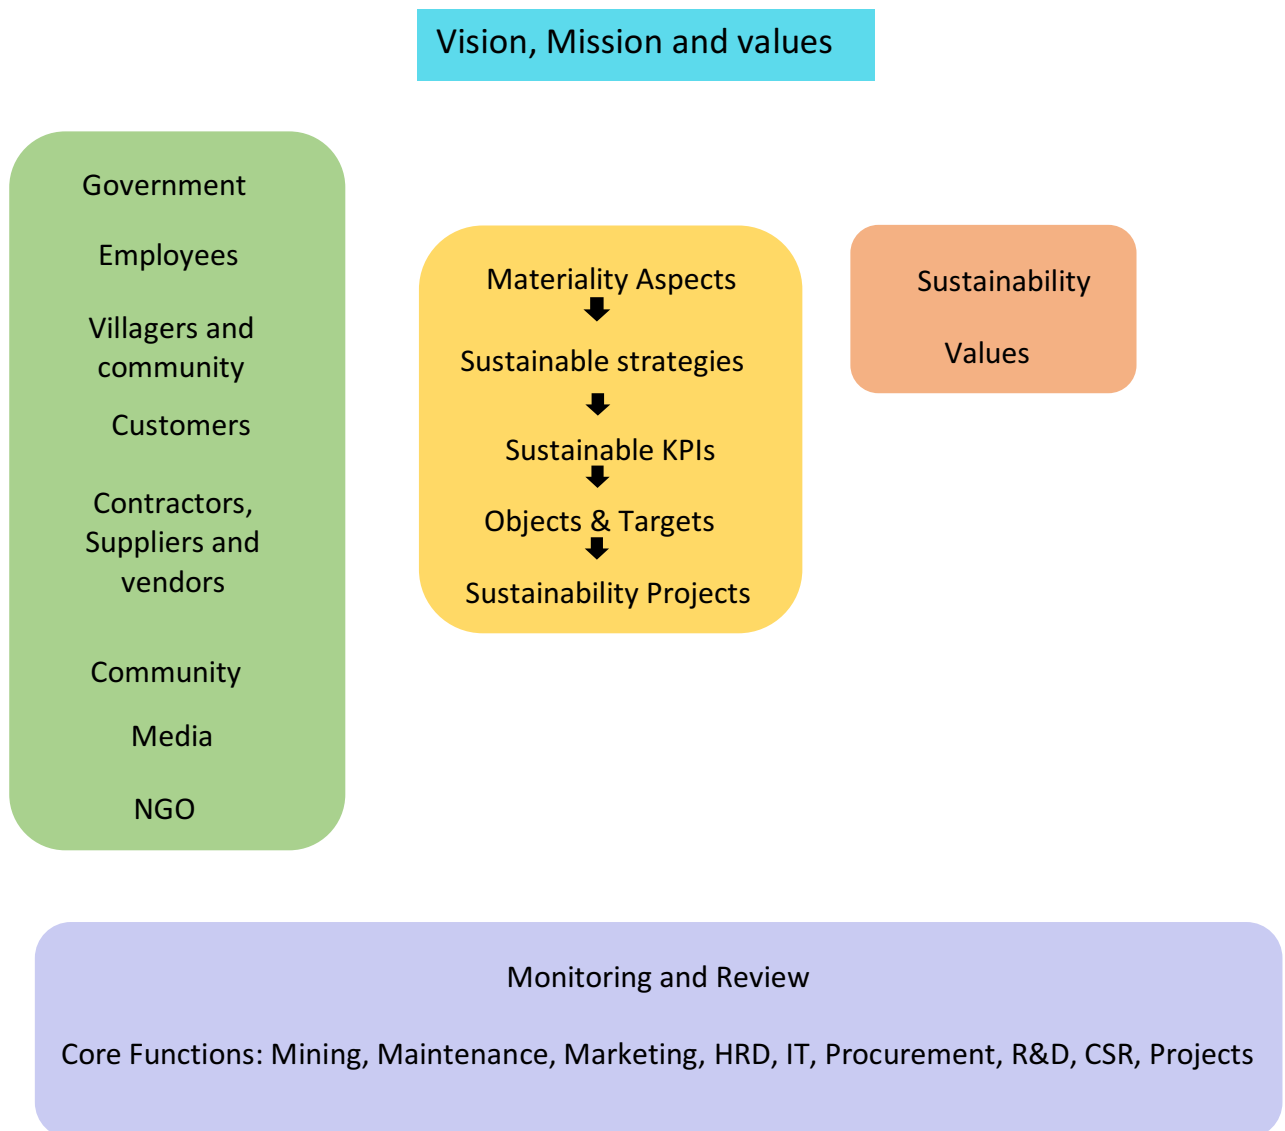 Vision, Mission and values
Government
Employees
Villagers and
community
Customers
Contractors,
Suppliers and
vendors
Community
Media
NGO
Materiality Aspects
Sustainable strategies
Sustainable KPIs
Objects & Targets
Sustainability Projects
Sustainability
Values
Monitoring and Review
Core Functions: Mining, Maintenance, Marketing, HRD, IT, Procurement, R&D, CSR, Projects